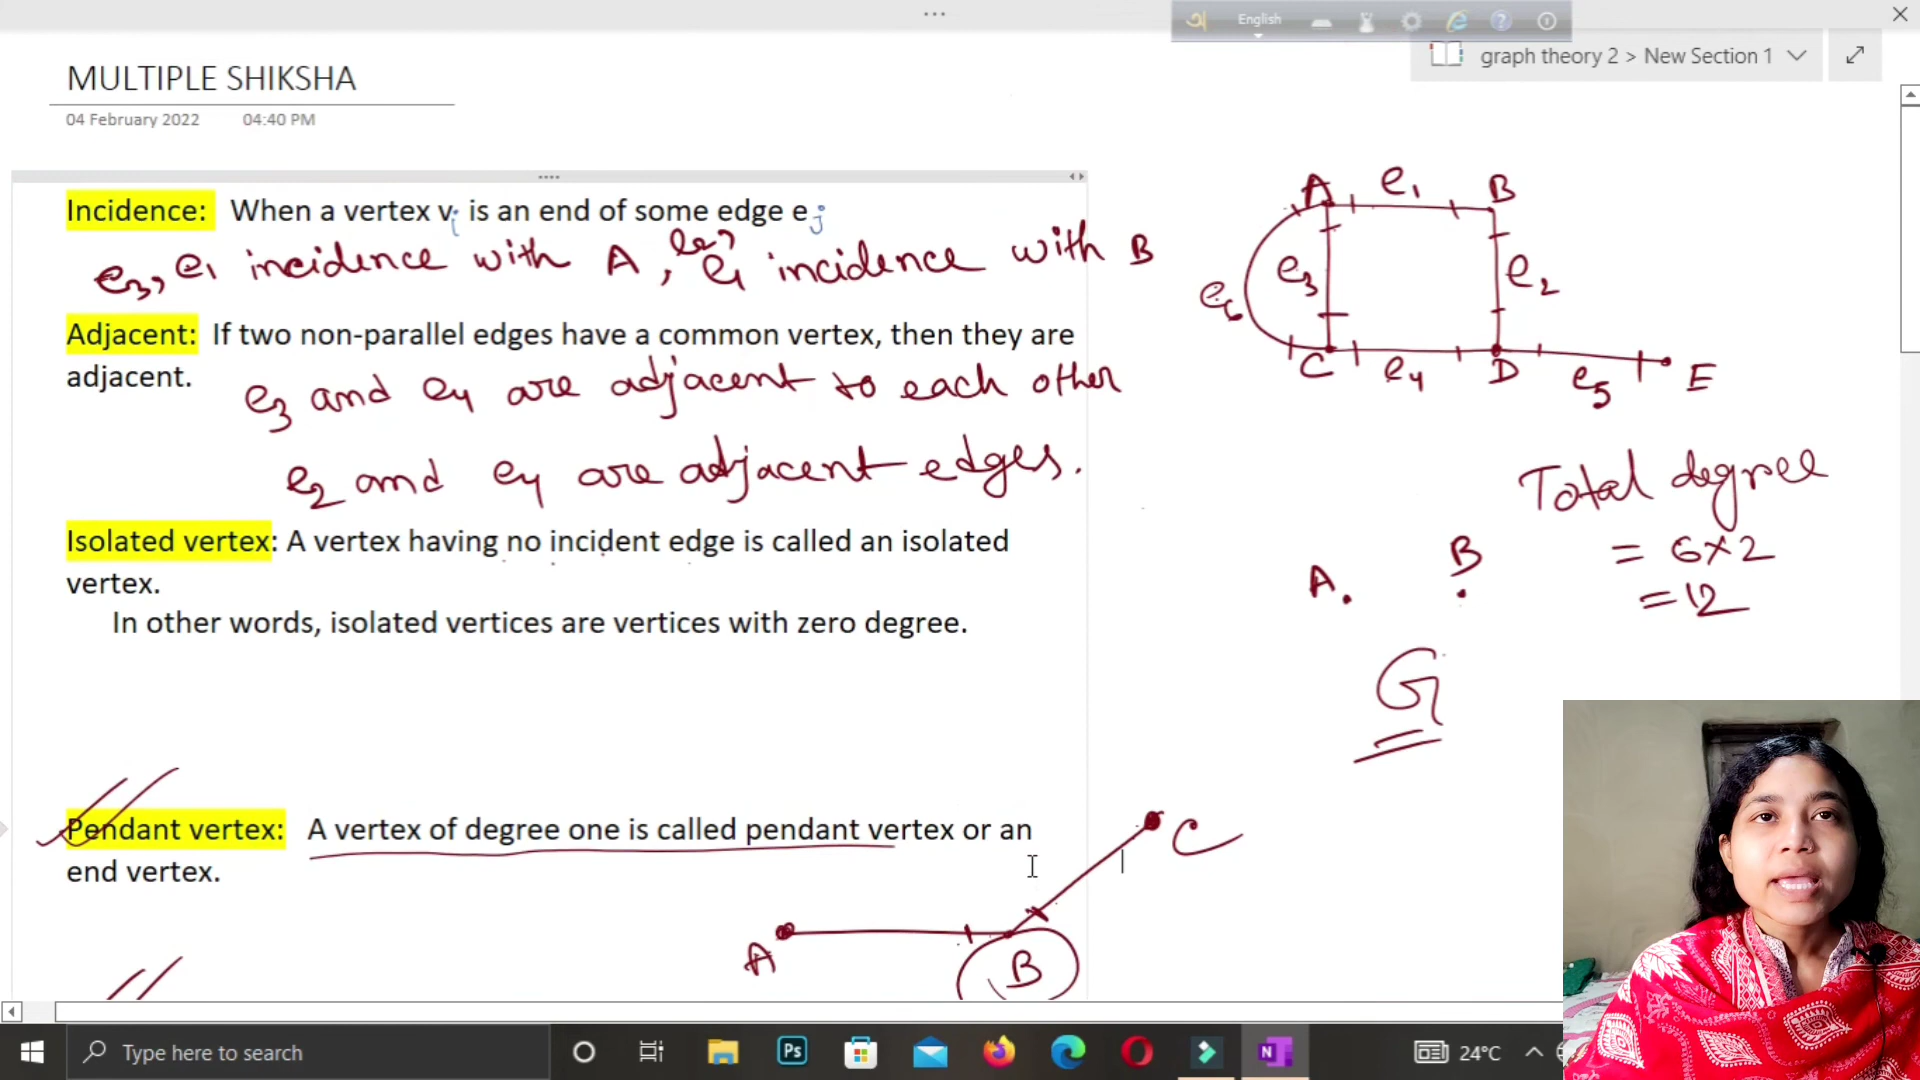 English
graph theory 2 > New Section 1
MULTIPLE SHIKSHA
04 February 2022 04:40 PM
Incidence: When a vertex vi is an end of some edge ej
e3, e1 incidence with A, e2, e1 incidence with B
Adjacent: If two non-parallel edges have a common vertex, then they are
adjacent.
e3 and e4 are adjacent to each other
e2 and e4 are adjacent edges.
Isolated vertex: A vertex having no incident edge is called an isolated
vertex.
In other words, isolated vertices are vertices with zero degree.
Pendant vertex: A vertex of degree one is called pendant vertex or an
end vertex.
A B C
A e1 B
e6 e3 e2
C e4 D e5 E
Total degree
= 6×2
= 12
A. B
G
Type here to search
Ps
N
24°C